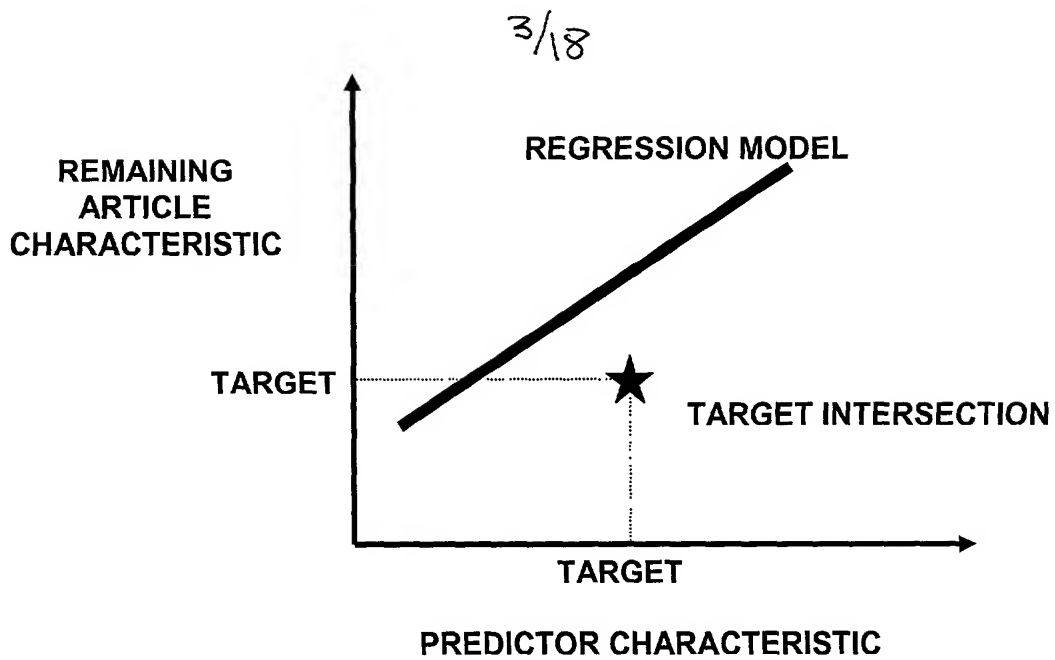 3/18
REGRESSION MODEL
REMAINING
ARTICLE
CHARACTERISTIC
TARGET
TARGET INTERSECTION
TARGET
PREDICTOR CHARACTERISTIC